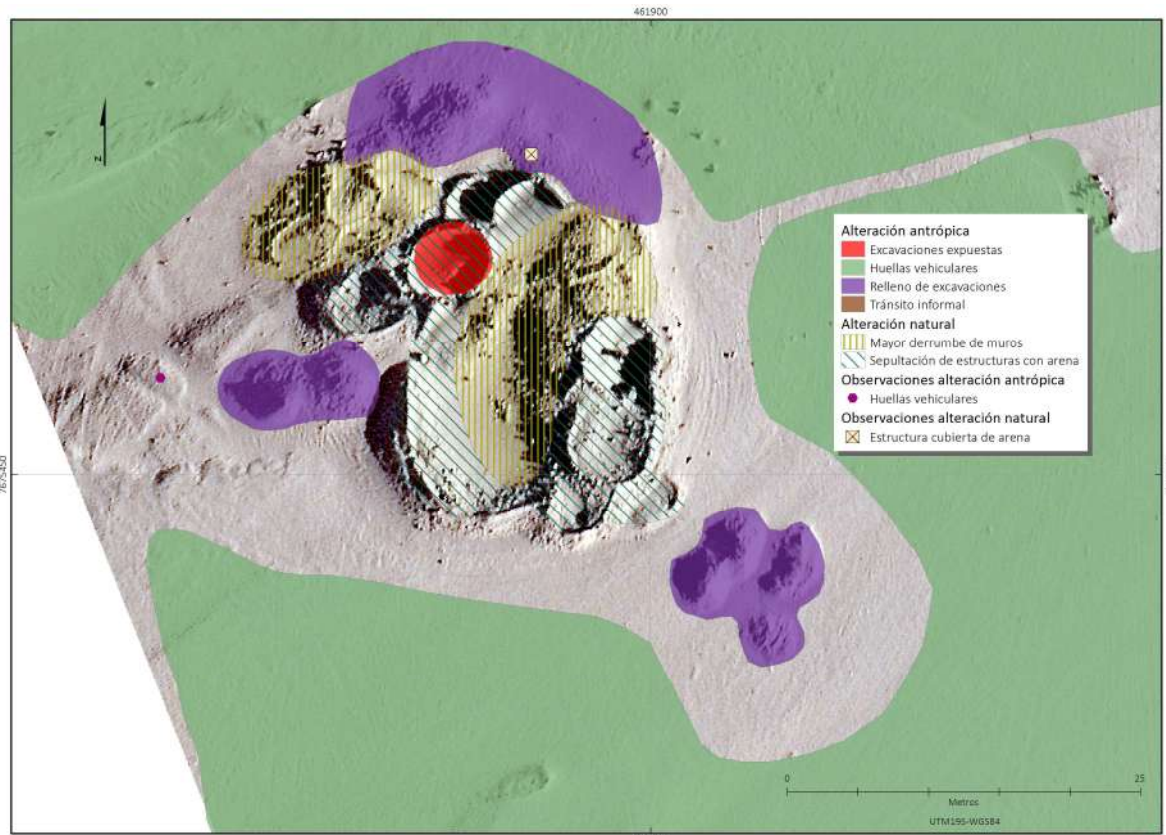 461900
N
Alteración antrópica
Excavaciones expuestas
Huellas vehiculares
Relleno de excavaciones
Tránsito informal
Alteración natural
Mayor derrumbe de muros
Sepultación de estructuras con arena
Observaciones alteración antrópica
Huellas vehiculares
Observaciones alteración natural
Estructura cubierta de arena
7675450
0 25
Metros
UTM19S-WGS84